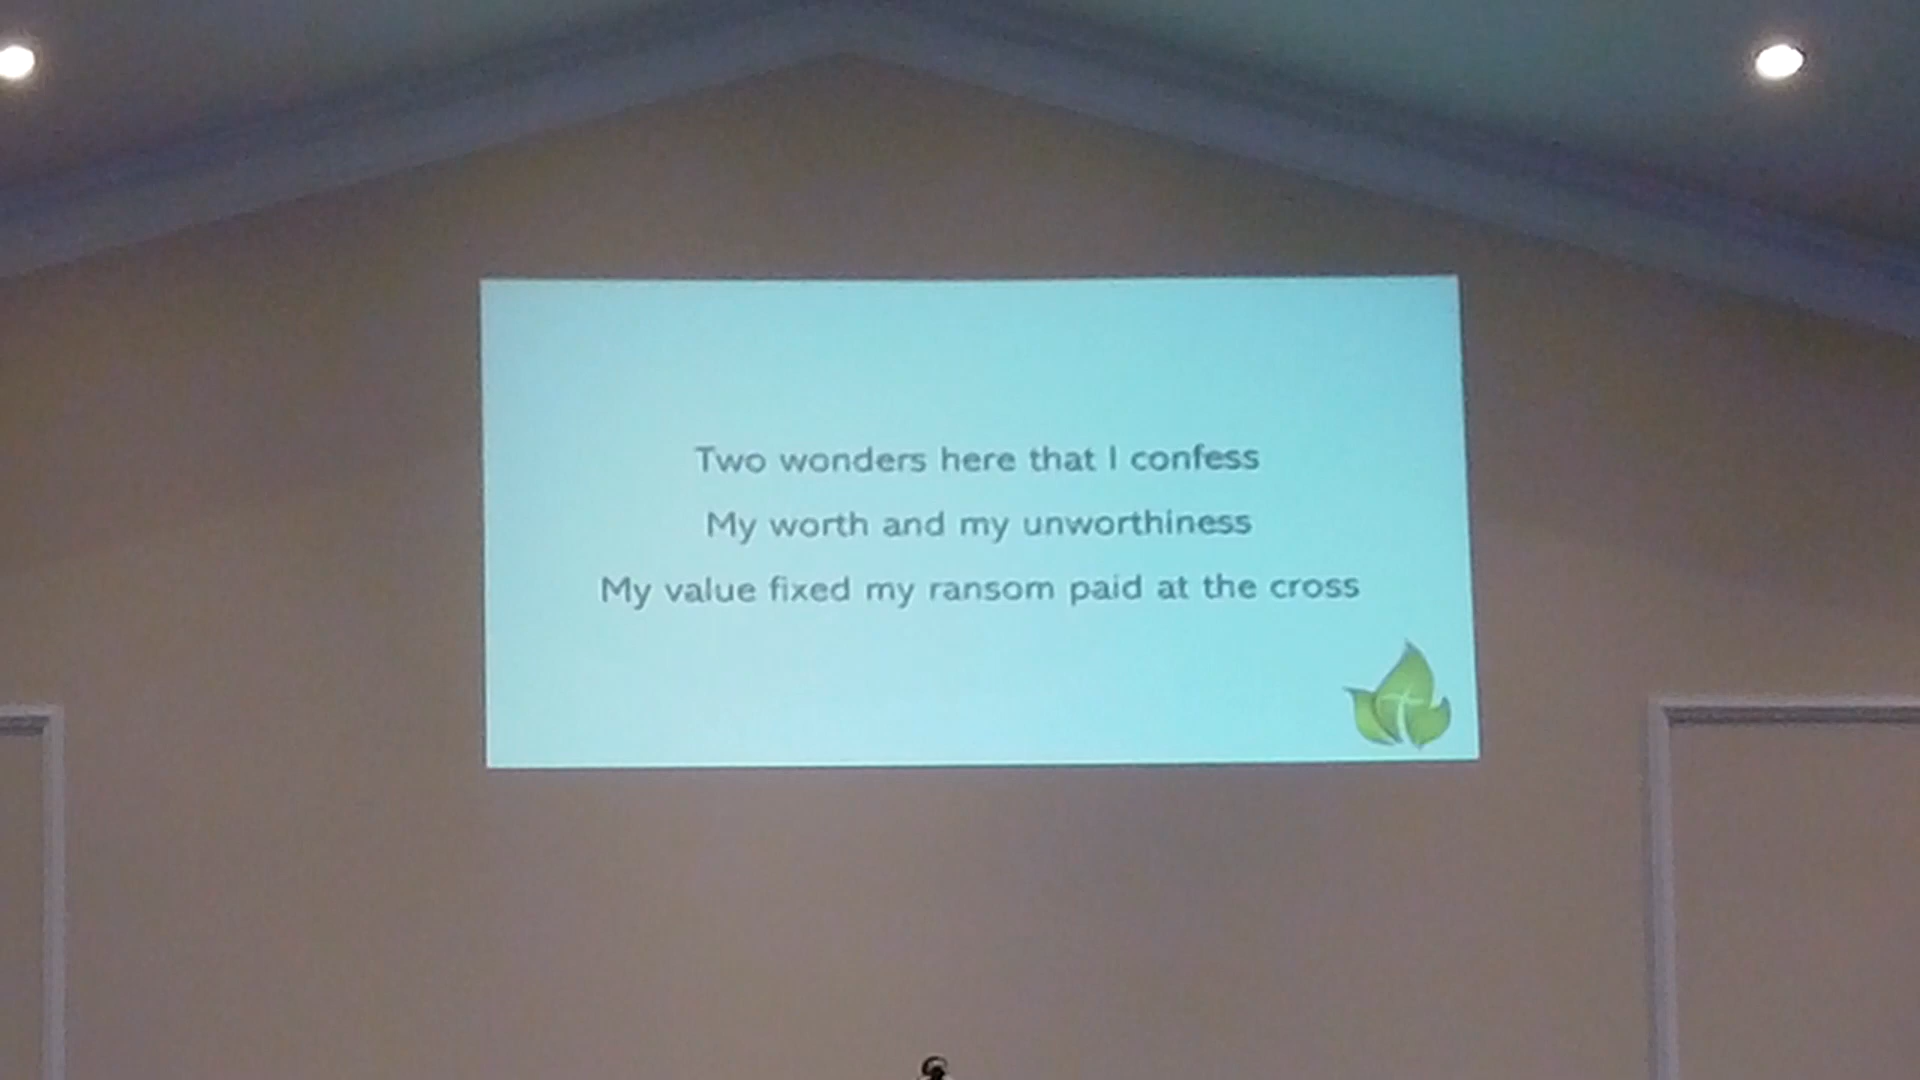 Two wonders here that I confess
My worth and my unworthiness
My value fixed my ransom paid at the cross